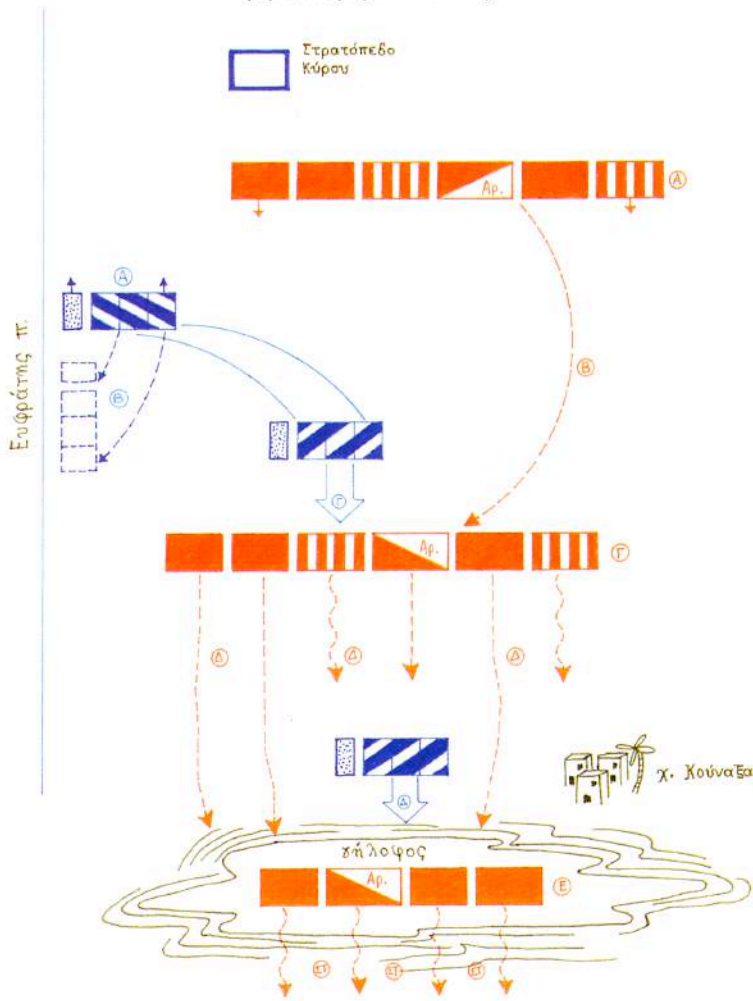 Στρατόπεδο
Κύρου
Αρ.
Α
Α
Ευφράτης π.
Β
Β
Γ
Αρ.
Γ
Δ
Δ
Δ
χ. Κούναξα
Δ
γήλοφος
Αρ.
Ε
ΣΤ
ΣΤ
ΣΤ